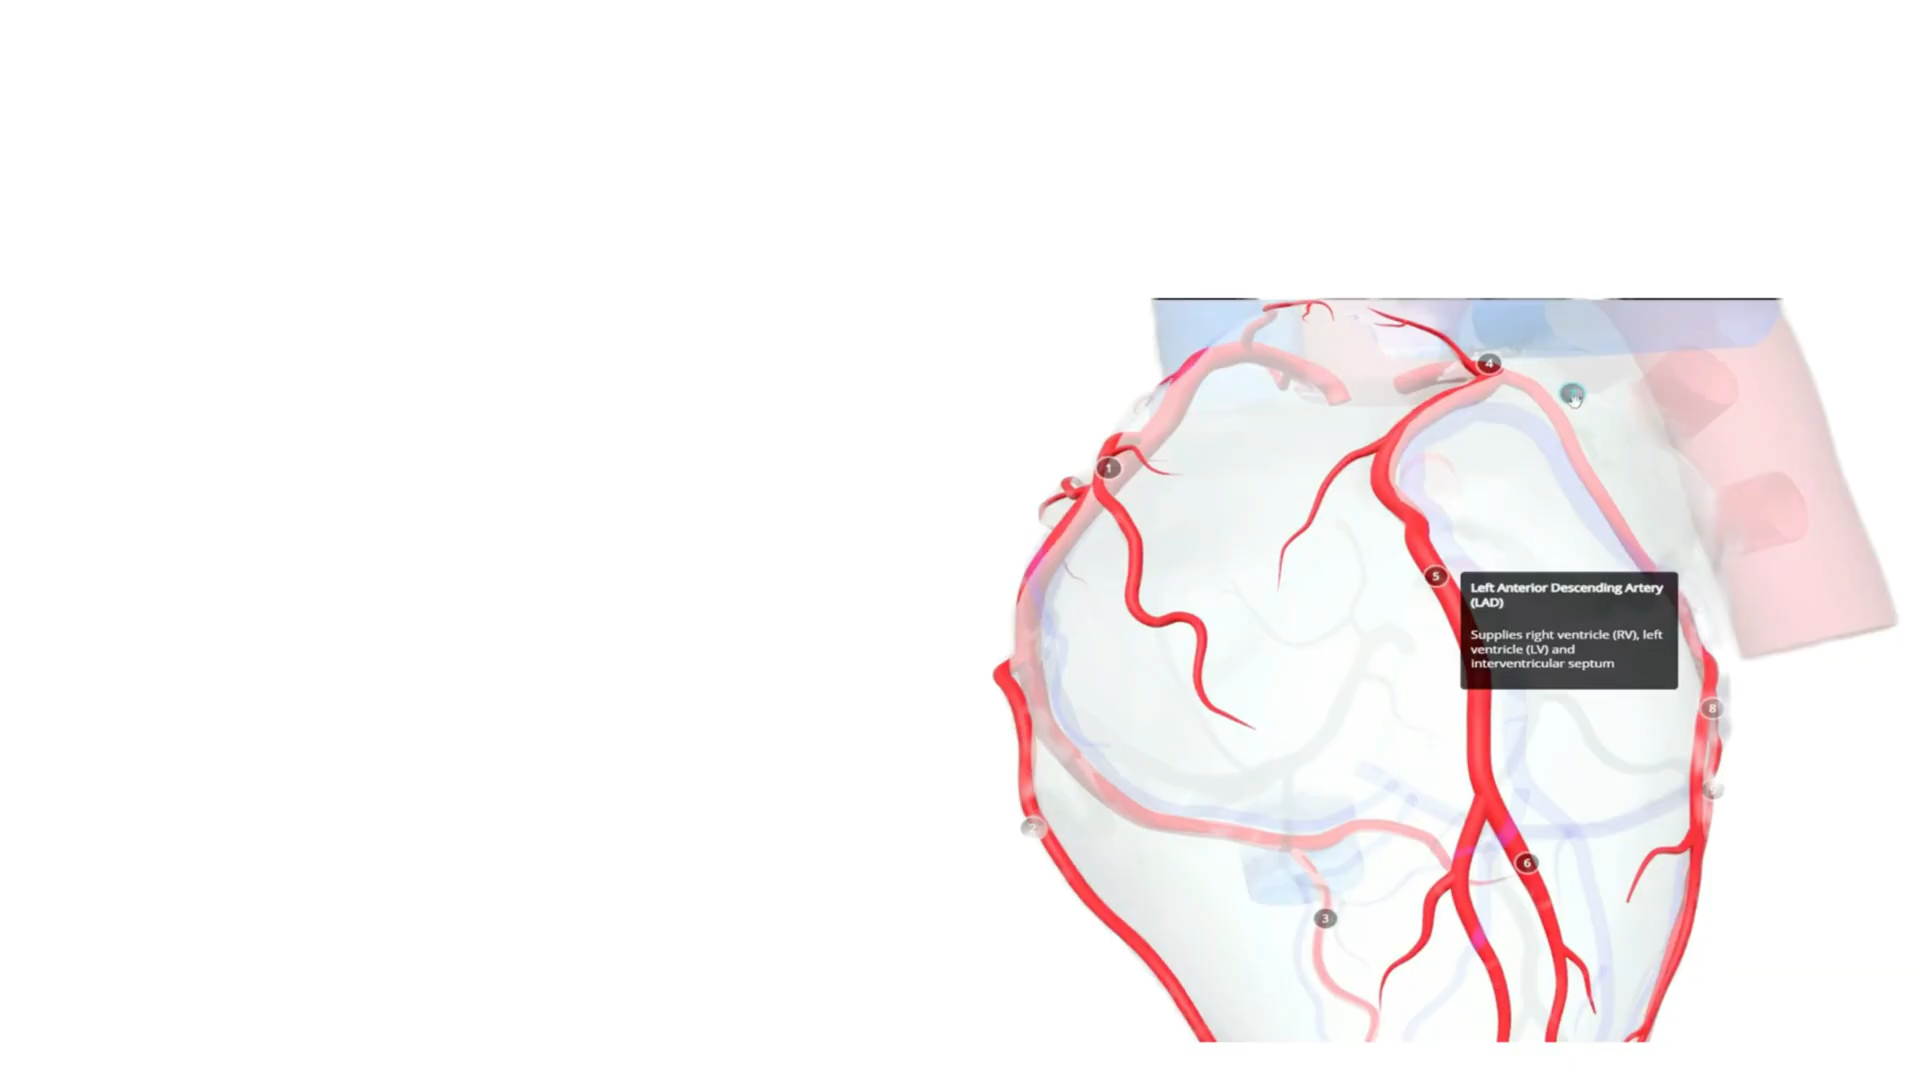 4
1
5
Left Anterior Descending Artery
(LAD)
Supplies right ventricle (RV), left
ventricle (LV) and
interventricular septum
8
2
6
3